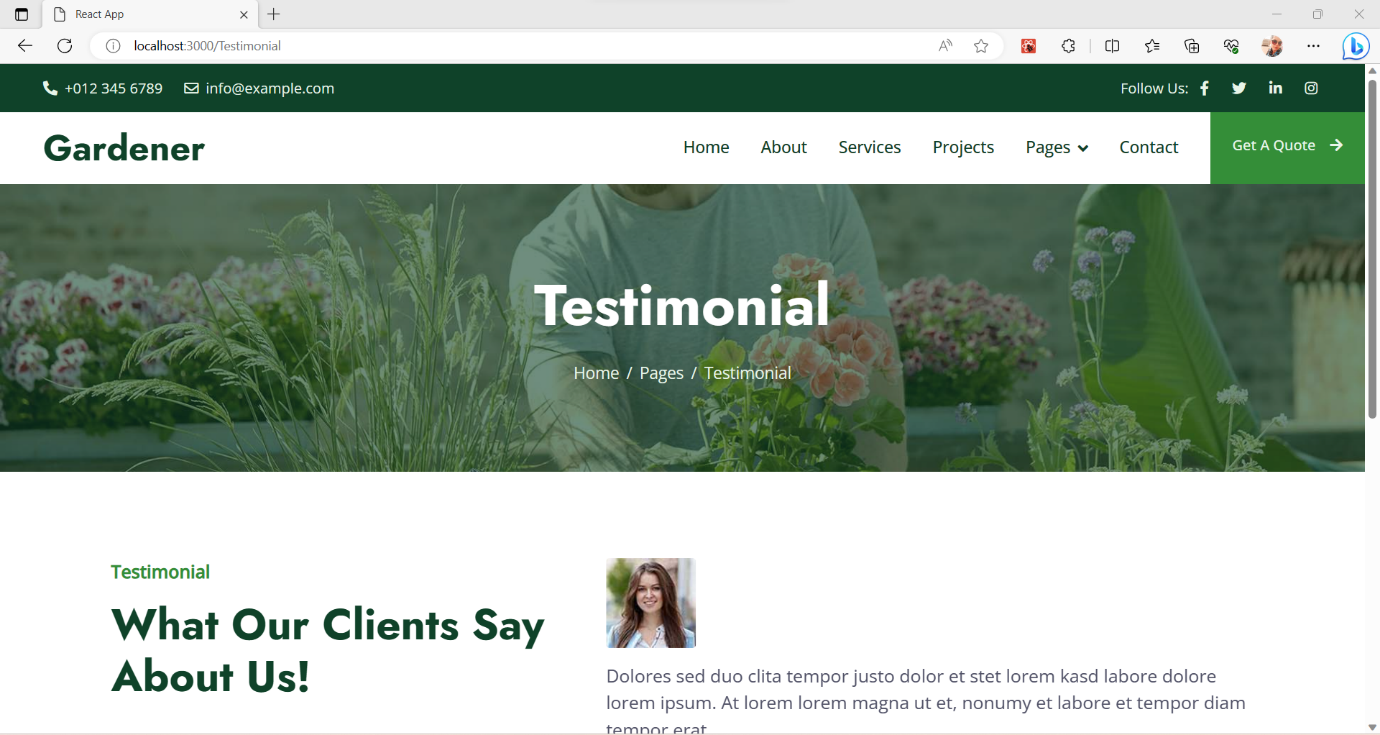 React App
localhost:3000/Testimonial
+012 345 6789 info@example.com Follow Us:
Gardener Home About Services Projects Pages Contact Get A Quote
Testimonial
Home / Pages / Testimonial
Testimonial
What Our Clients Say
About Us!
Dolores sed duo clita tempor justo dolor et stet lorem kasd labore dolore
lorem ipsum. At lorem lorem magna ut et, nonumy et labore et tempor diam
tempor erat